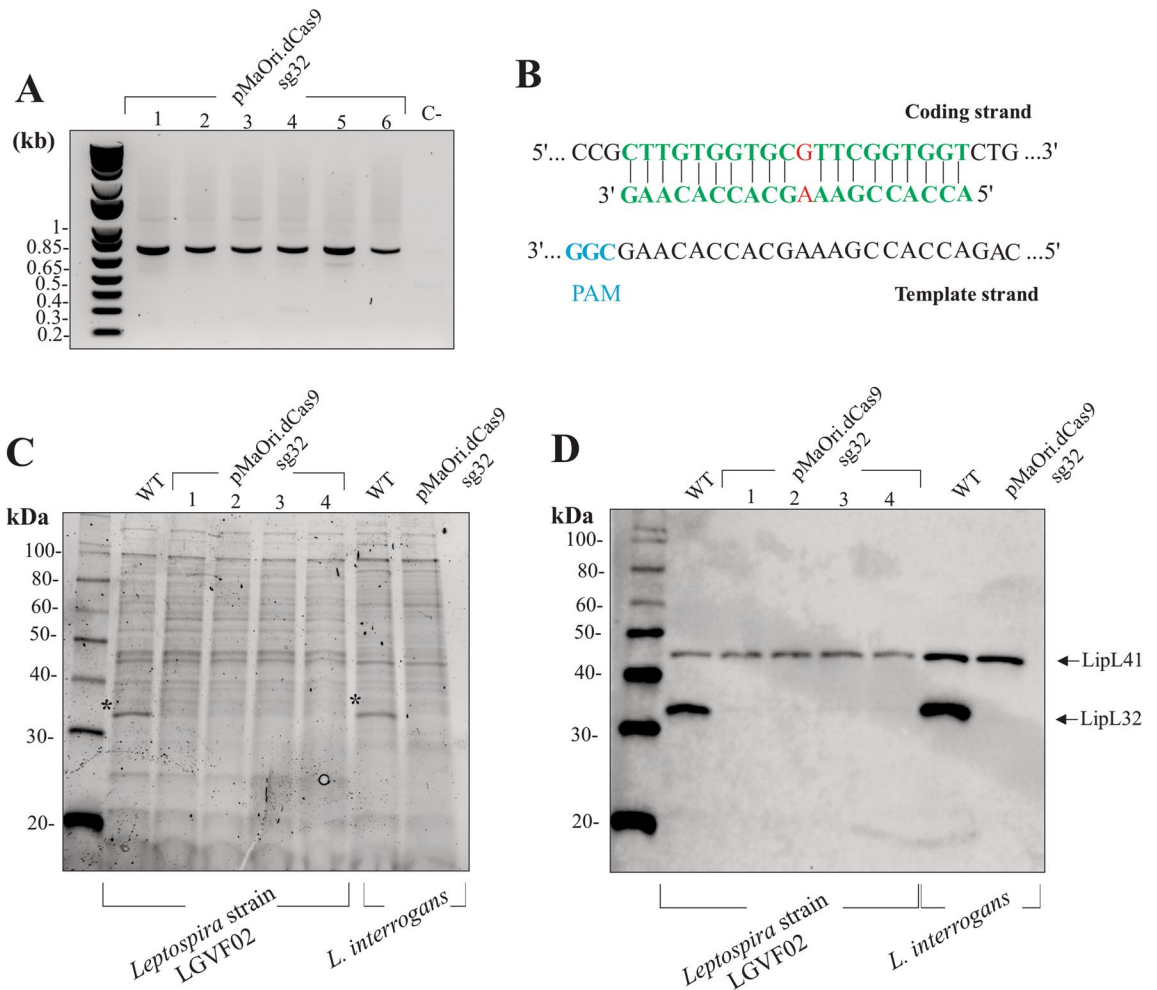 A
pMaOri.dCas9
sg32
(kb)
1 2 3 4 5 6 C-
1-
0.85-
0.65-
0.5-
0.4-
0.3-
0.2-
B
Coding strand
5'... CCGCTTGTGGTGCGTTCGGTGGTCTG ...3'
3' GAACACCACGAAAGCCACCA 5'
3'... GGCGAACACCACGAAAGCCACCAGAC ...5'
PAM
Template strand
C
kDa
WT
pMaOri.dCas9
sg32
1 2 3 4
WT
pMaOri.dCas9
sg32
100-
80-
60-
50-
40-
30-
20-
*
*
Leptospira strain
LGVF02
L. interrogans
D
kDa
WT
pMaOri.dCas9
sg32
1 2 3 4
WT
pMaOri.dCas9
sg32
100-
80-
60-
50-
40-
30-
20-
LipL41
LipL32
Leptospira strain
LGVF02
L. interrogans